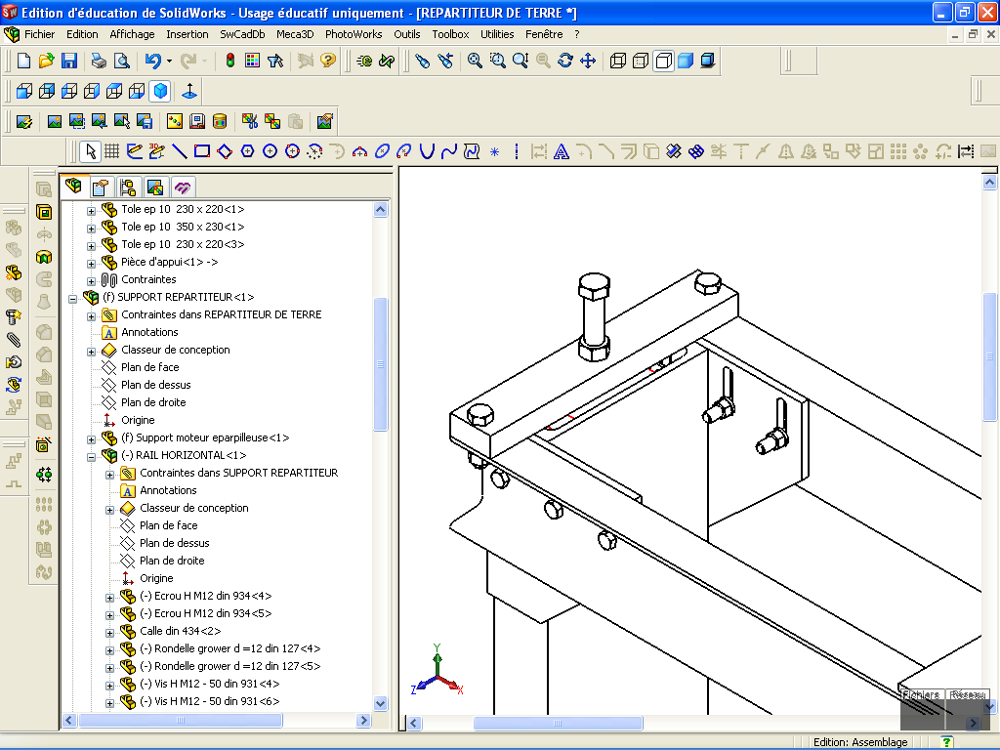 Edition d'éducation de SolidWorks - Usage éducatif uniquement - [REPARTITEUR DE TERRE *]
Fichier Edition Affichage Insertion SwCadDb Meca3D PhotoWorks Outils Toolbox Utilities Fenêtre ?
Tole ep 10 230 x 220<1>
Tole ep 10 350 x 230<1>
Tole ep 10 230 x 220<3>
Pièce d'appui<1> ->
Contraintes
(f) SUPPORT REPARTITEUR<1>
Contraintes dans REPARTITEUR DE TERRE
Annotations
Classeur de conception
Plan de face
Plan de dessus
Plan de droite
Origine
(f) Support moteur eparpilleuse<1>
(-) RAIL HORIZONTAL<1>
Contraintes dans SUPPORT REPARTITEUR
Annotations
Classeur de conception
Plan de face
Plan de dessus
Plan de droite
Origine
(-) Ecrou H M12 din 934<4>
(-) Ecrou H M12 din 934<5>
Calle din 434<2>
(-) Rondelle grower d =12 din 127<4>
(-) Rondelle grower d =12 din 127<5>
(-) Vis H M12 - 50 din 931<4>
(-) Vis H M12 - 50 din 931<6>
Y
Z X
Fichiers Réseau
Edition: Assemblage ?